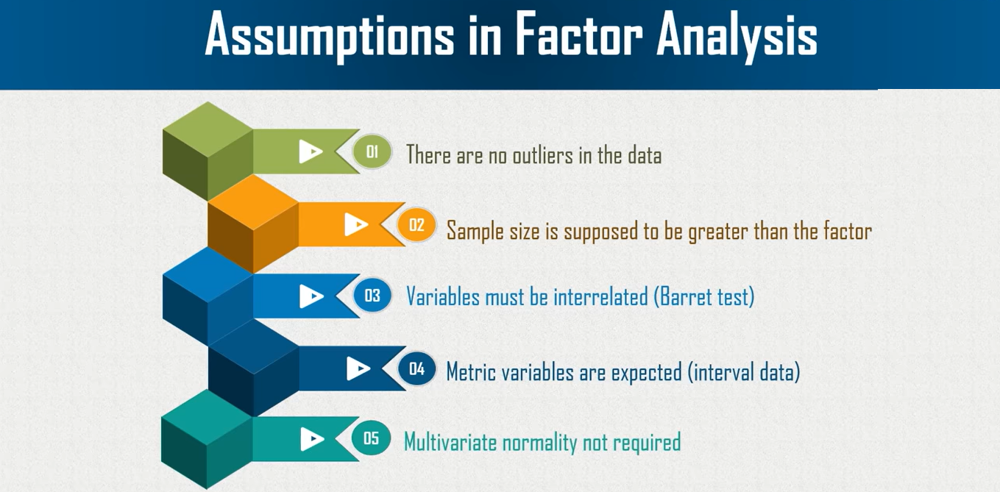 Assumptions in Factor Analysis
01 There are no outliers in the data
02 Sample size is supposed to be greater than the factor
03 Variables must be interrelated (Barret test)
04 Metric variables are expected (interval data)
05 Multivariate normality not required